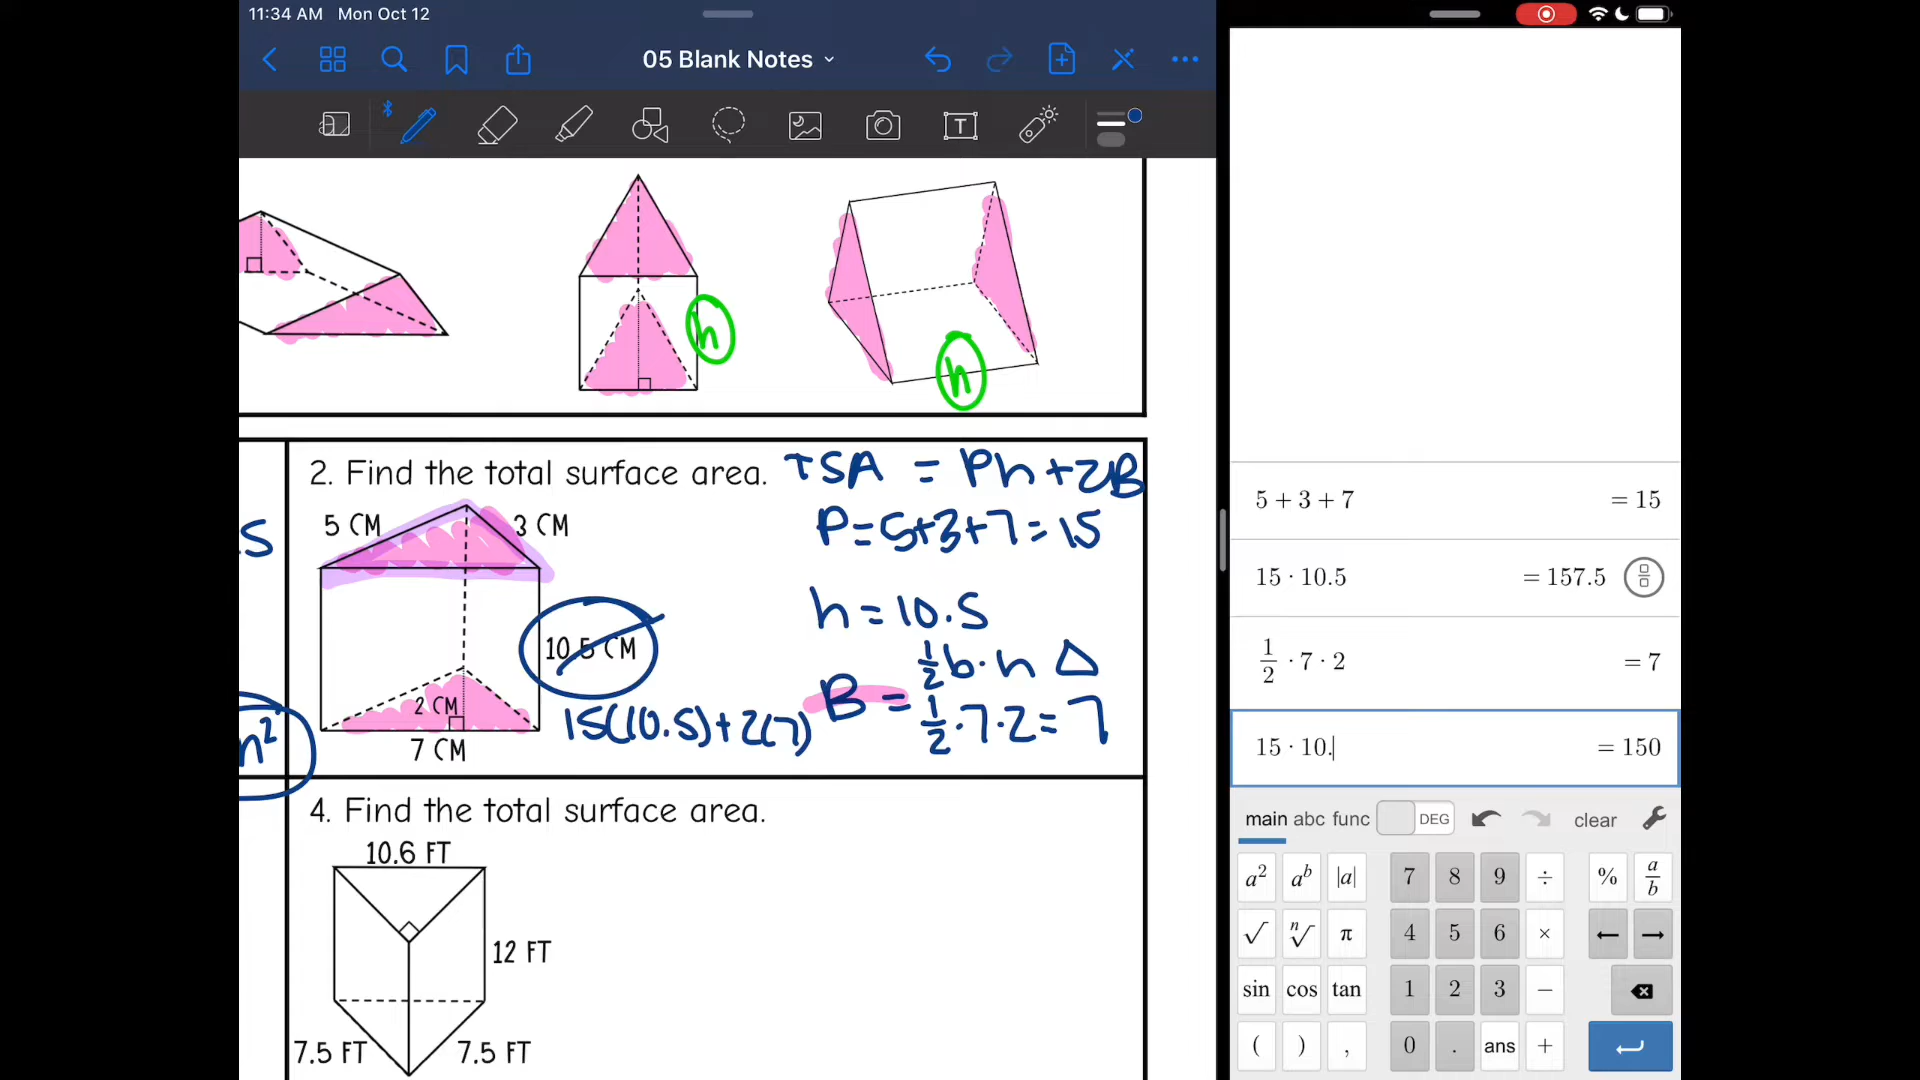 11:34 AM Mon Oct 12
05 Blank Notes
T
h
h
2. Find the total surface area.
TSA = Ph + 2B
5 CM
3 CM
P = 5+3+7 = 15
.5
h = 10.5
10.5 CM
1/2 b · h △
2 CM
B = 1/2 · 7 · 2 = 7
15(10.5) + 2(7)
7 CM
4. Find the total surface area.
10.6 FT
12 FT
7.5 FT
7.5 FT
5 + 3 + 7 = 15
15 · 10.5 = 157.5
1/2 · 7 · 2 = 7
15 · 10. = 150
main abc func DEG clear
a² aᵇ |a| 7 8 9 ÷ % a/b
√ ⁿ√ π 4 5 6 × ← →
sin cos tan 1 2 3 −
( ) , 0 . ans +